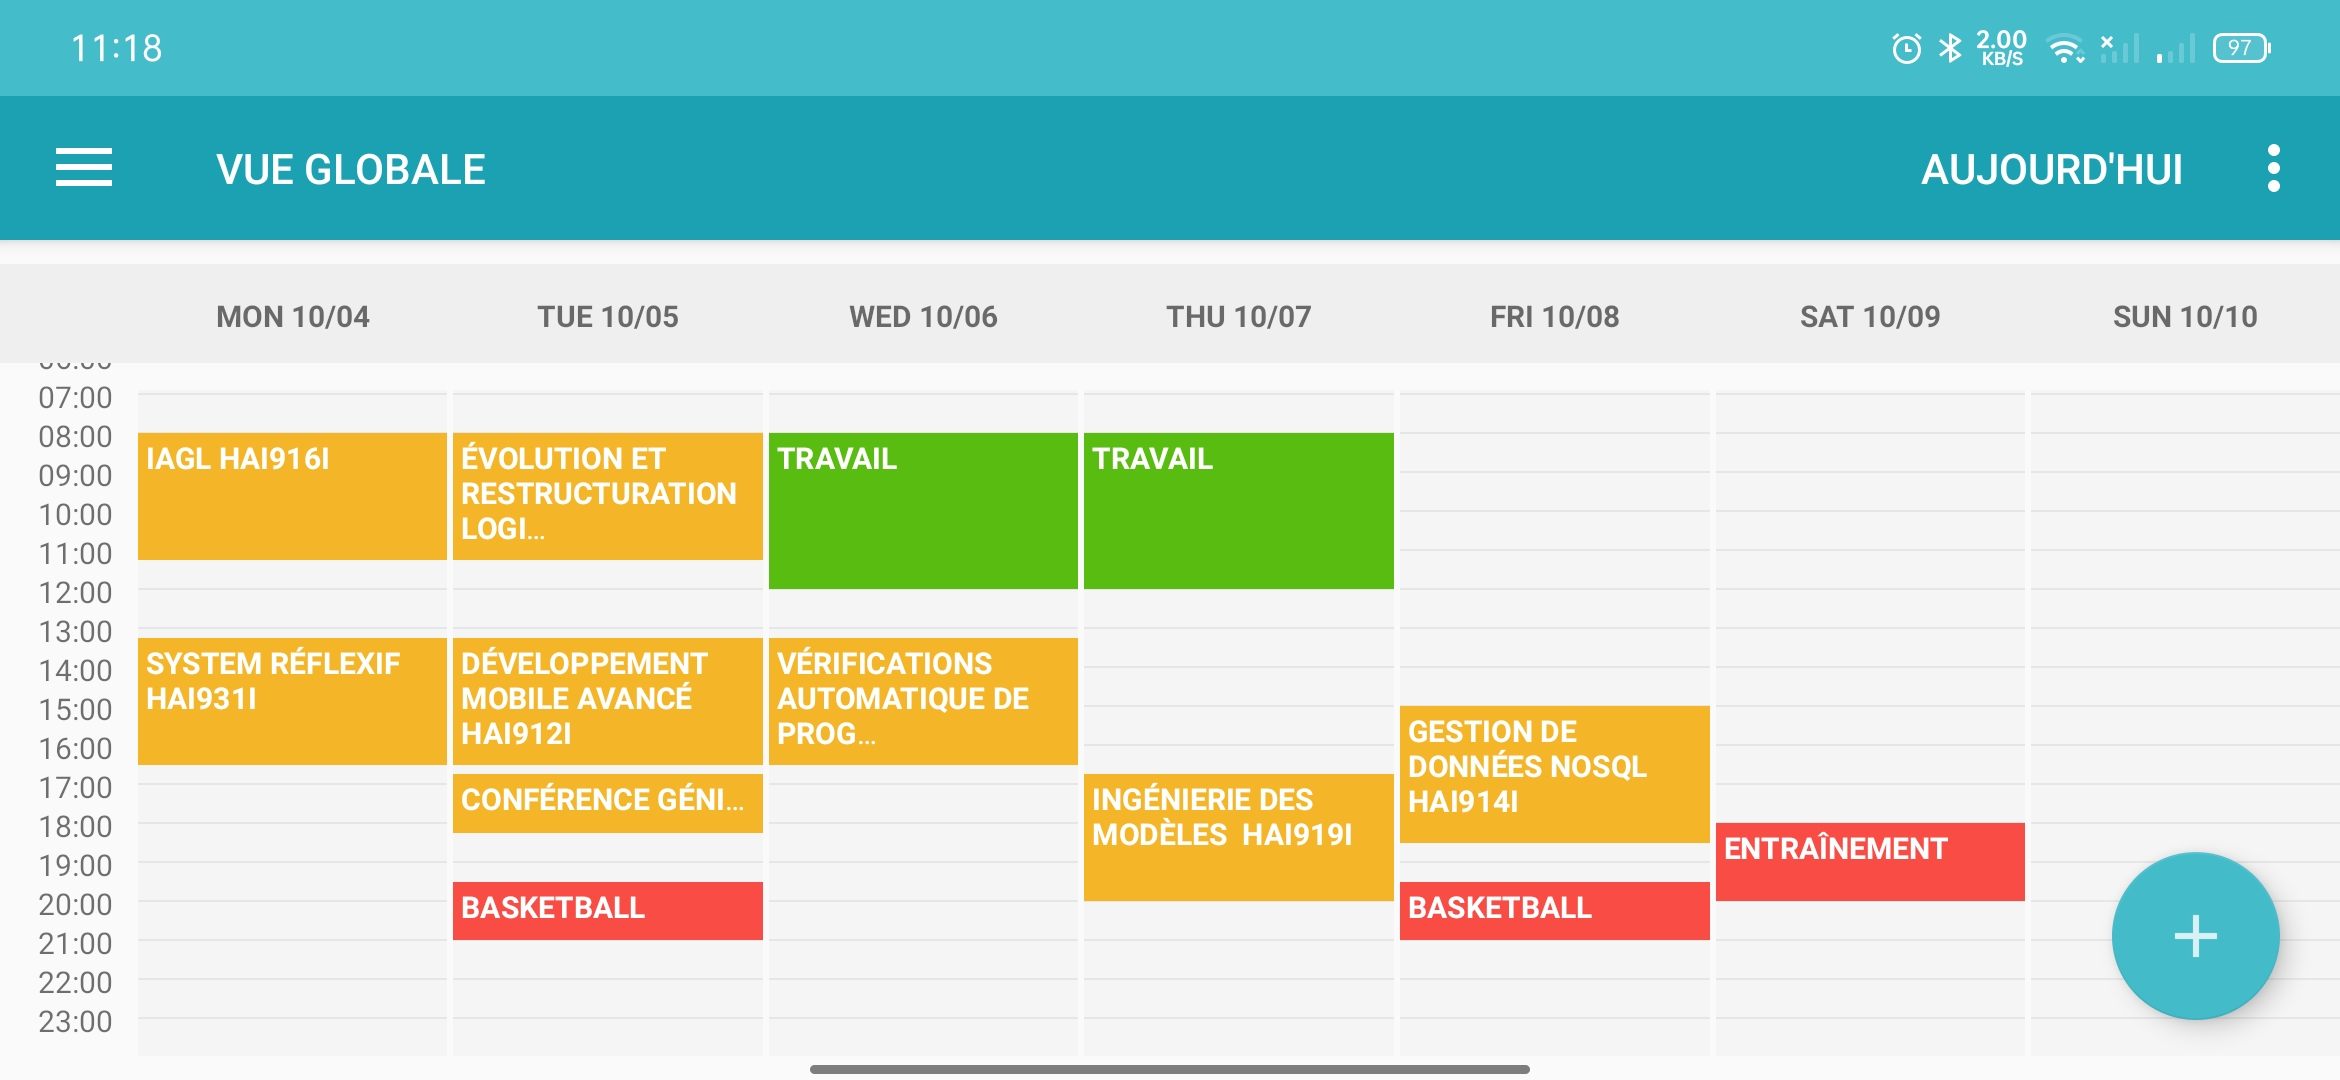 11:18
2.00
KB/S
97
VUE GLOBALE
AUJOURD'HUI
MON 10/04 TUE 10/05 WED 10/06 THU 10/07 FRI 10/08 SAT 10/09 SUN 10/10
07:00
08:00
09:00
10:00
11:00
12:00
13:00
14:00
15:00
16:00
17:00
18:00
19:00
20:00
21:00
22:00
23:00
IAGL HAI916I
SYSTEM RÉFLEXIF
HAI931I
ÉVOLUTION ET
RESTRUCTURATION
LOGI...
DÉVELOPPEMENT
MOBILE AVANCÉ
HAI912I
CONFÉRENCE GÉNI...
BASKETBALL
TRAVAIL
VÉRIFICATIONS
AUTOMATIQUE DE
PROG...
TRAVAIL
INGÉNIERIE DES
MODÈLES  HAI919I
GESTION DE
DONNÉES NOSQL
HAI914I
BASKETBALL
ENTRAÎNEMENT